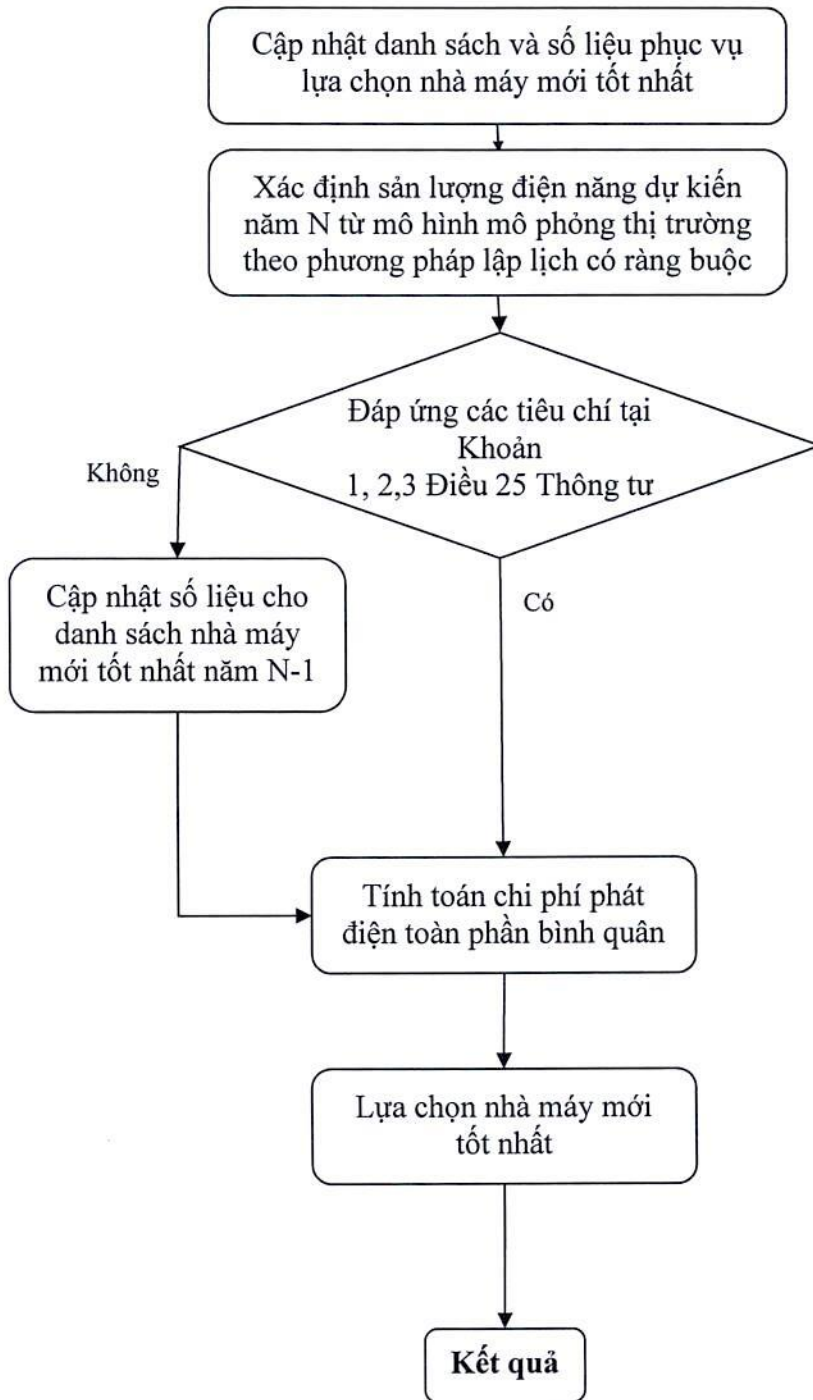 Cập nhật danh sách và số liệu phục vụ
lựa chọn nhà máy mới tốt nhất
Xác định sản lượng điện năng dự kiến
năm N từ mô hình mô phỏng thị trường
theo phương pháp lập lịch có ràng buộc
Đáp ứng các tiêu chí tại
Khoản
1, 2,3 Điều 25 Thông tư
Không
Có
Cập nhật số liệu cho
danh sách nhà máy
mới tốt nhất năm N-1
Tính toán chi phí phát
điện toàn phần bình quân
Lựa chọn nhà máy mới
tốt nhất
Kết quả